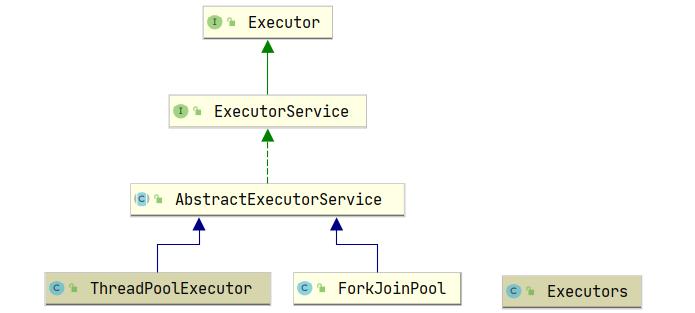 I Executor
I ExecutorService
C AbstractExecutorService
C ThreadPoolExecutor
C ForkJoinPool
C Executors